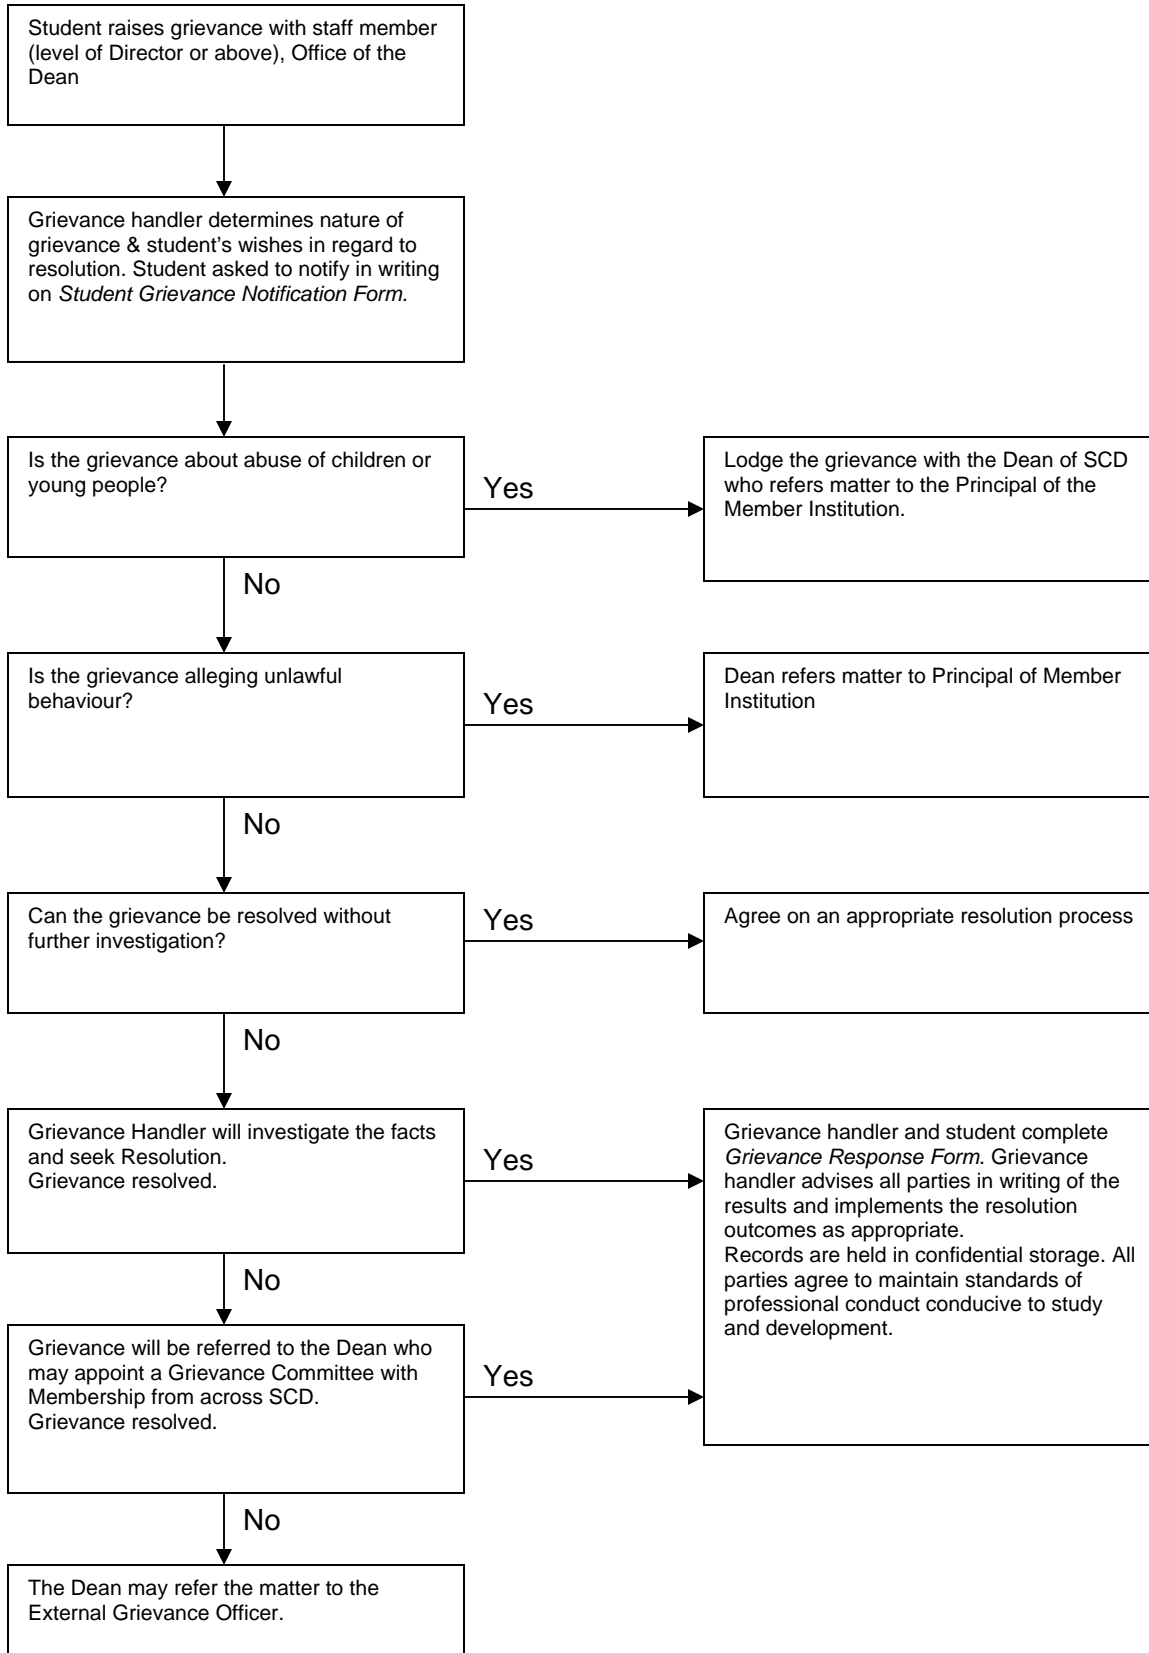 Student raises grievance with staff member
(level of Director or above), Office of the
Dean
Grievance handler determines nature of
grievance & student's wishes in regard to
resolution. Student asked to notify in writing
on Student Grievance Notification Form.
Is the grievance about abuse of children or
young people?
Yes
Lodge the grievance with the Dean of SCD
who refers matter to the Principal of the
Member Institution.
No
Is the grievance alleging unlawful
behaviour?
Yes
Dean refers matter to Principal of Member
Institution
No
Can the grievance be resolved without
further investigation?
Yes
Agree on an appropriate resolution process
No
Grievance Handler will investigate the facts
and seek Resolution.
Grievance resolved.
Yes
Grievance handler and student complete
Grievance Response Form. Grievance
handler advises all parties in writing of the
results and implements the resolution
outcomes as appropriate.
Records are held in confidential storage. All
parties agree to maintain standards of
professional conduct conducive to study
and development.
No
Grievance will be referred to the Dean who
may appoint a Grievance Committee with
Membership from across SCD.
Grievance resolved.
Yes
No
The Dean may refer the matter to the
External Grievance Officer.